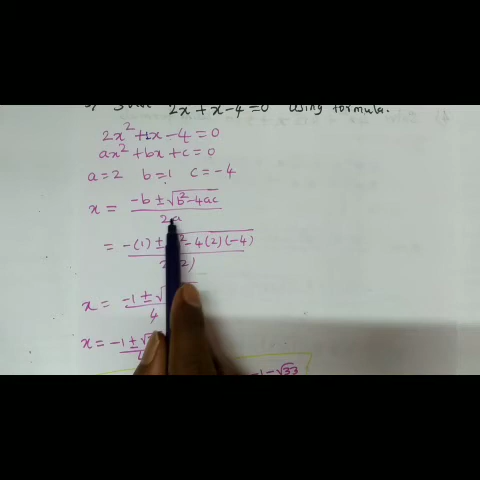 2x + x - 4 = 0 using formula.
2x² + 1x - 4 = 0
ax² + bx + c = 0
a = 2 b = 1 c = -4
x = -b ± √b² - 4ac / 2a
= -(1) ± ² - 4(2)(-4) / 2)
x = -1 ± √ / 4
x = -1 ± √
-1 - √33